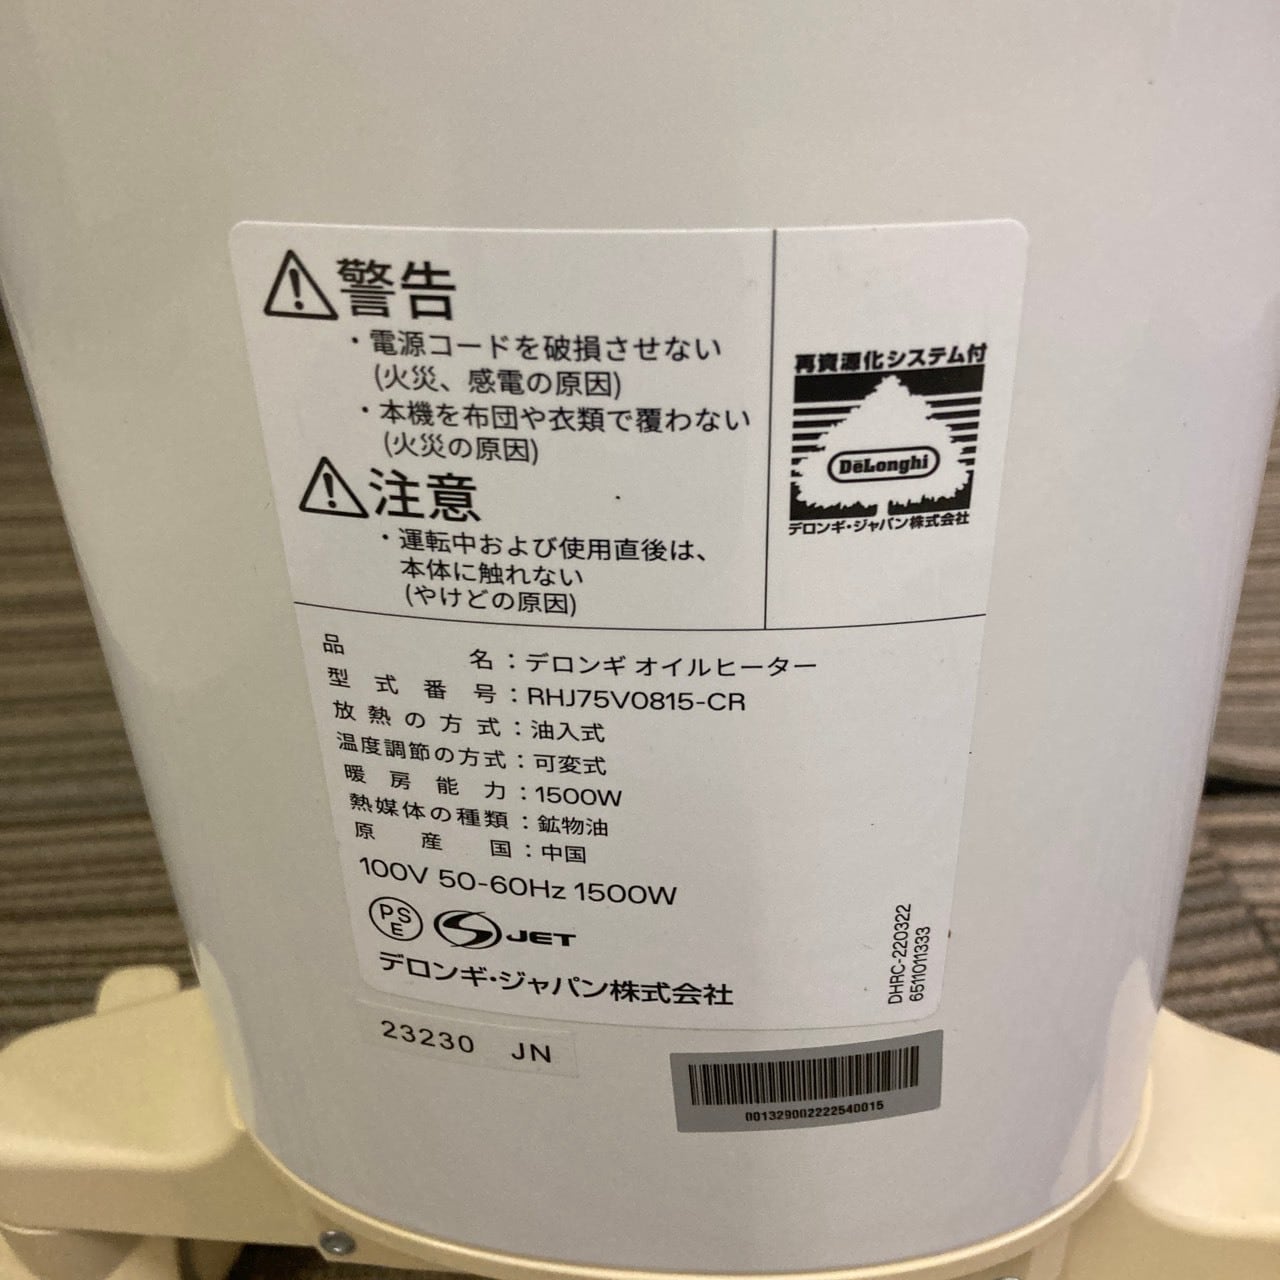 警告
・電源コードを破損させない
(火災、感電の原因)
・本機を布団や衣類で覆わない
(火災の原因)
注意
・運転中および使用直後は、
本体に触れない
(やけどの原因)
再資源化システム付
DeLonghi
デロンギ・ジャパン株式会社
品名：デロンギ オイルヒーター
型式番号：RHJ75V0815-CR
放熱の方式：油入式
温度調節の方式：可変式
暖房能力：1500W
熱媒体の種類：鉱物油
原産国：中国
100V 50-60Hz 1500W
PSE
JET
デロンギ・ジャパン株式会社
DHRC-220322
6511011333
23230 JN
001329002222540015